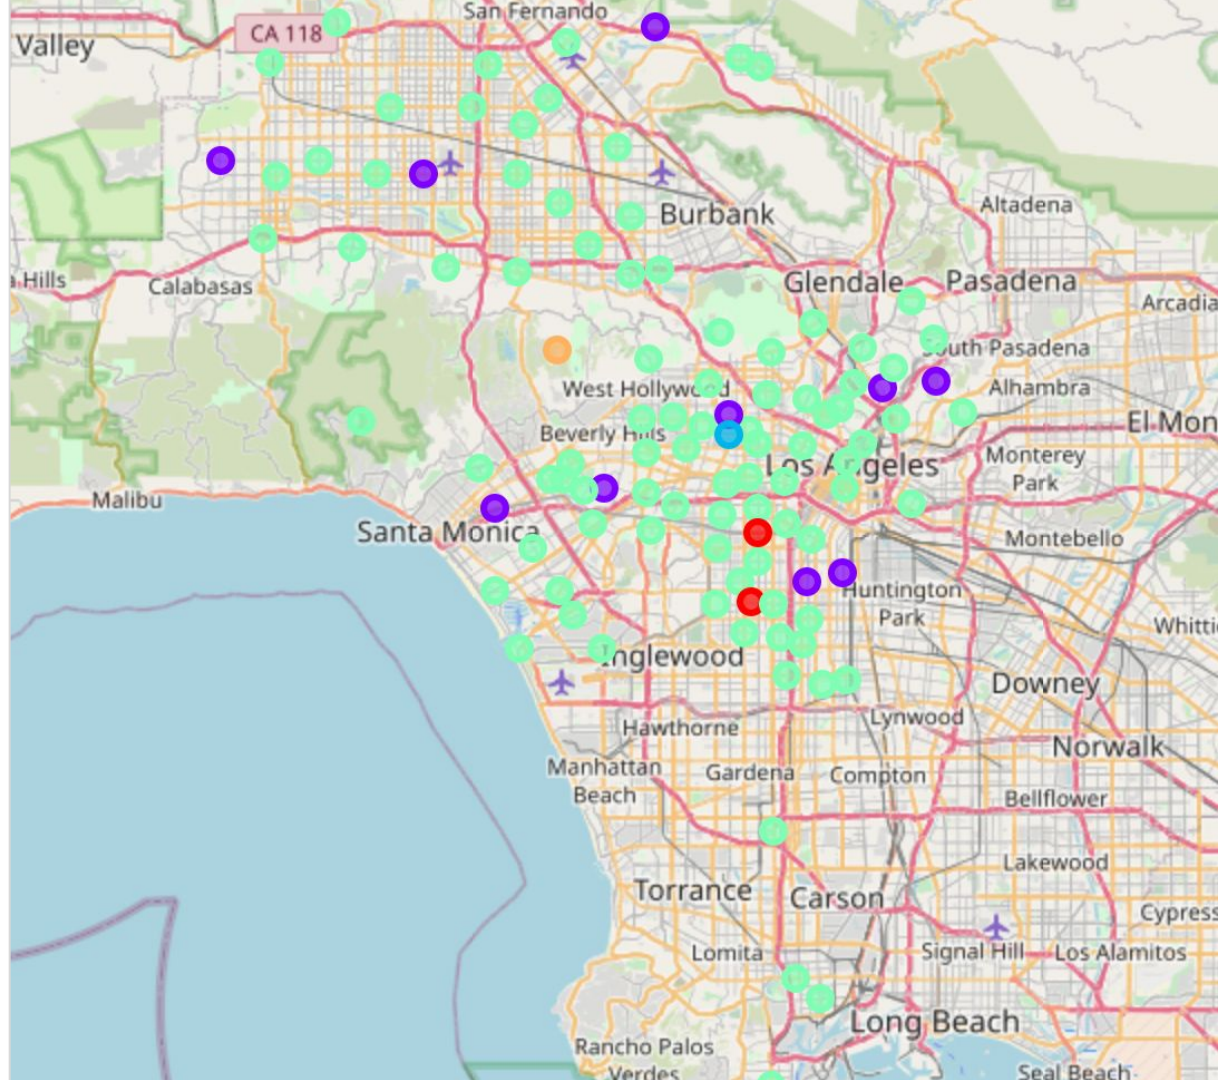 San Fernando
CA 118
Valley
Altadena
Burbank
a Hills
Calabasas
Glendale
Pasadena
Arcadia
South Pasadena
West Hollywood
Alhambra
El Mon
Beverly Hills
Los Angeles
Monterey
Park
Malibu
Santa Monica
Montebello
Huntington
Park
Whitti
Inglewood
Downey
Hawthorne
Lynwood
Norwalk
Manhattan
Beach
Gardena
Compton
Bellflower
Lakewood
Torrance
Carson
Cypress
Lomita
Signal Hill
Los Alamitos
Long Beach
Rancho Palos
Verdes
Seal Beach